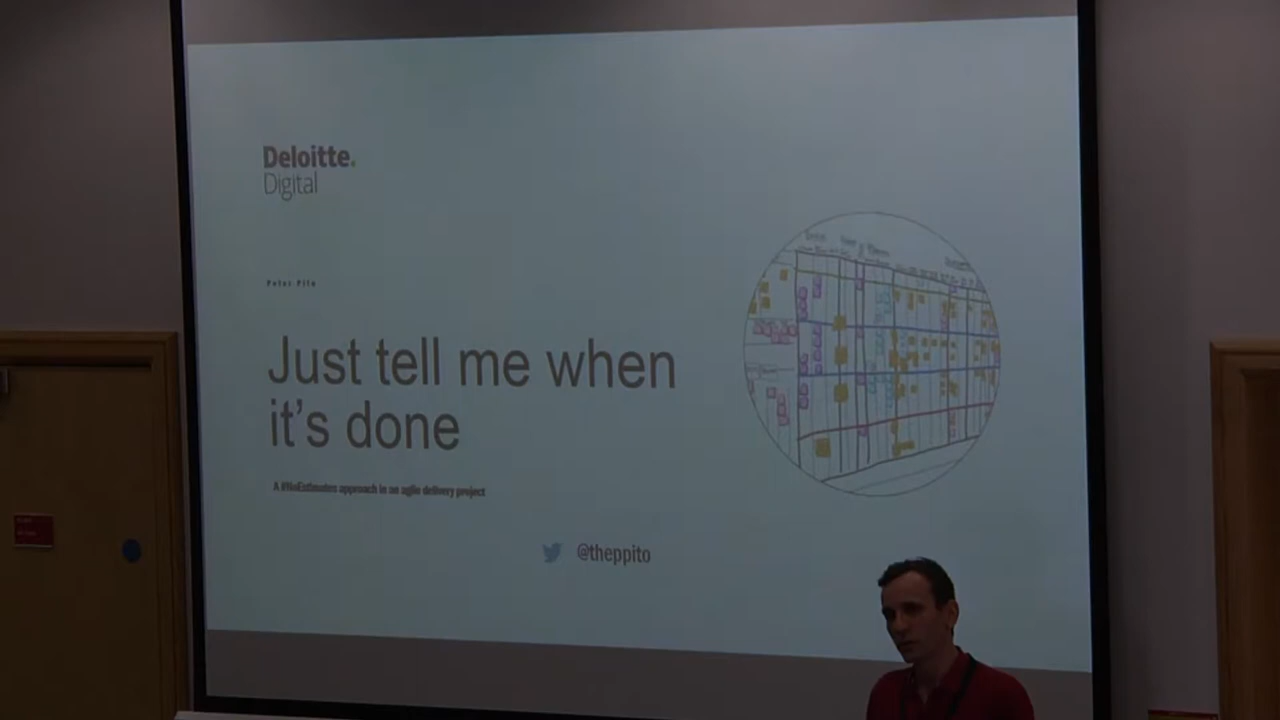 Deloitte.
Digital
Peter Pito
Just tell me when
it's done
A #NoEstimates approach in an agile delivery project
@theppito